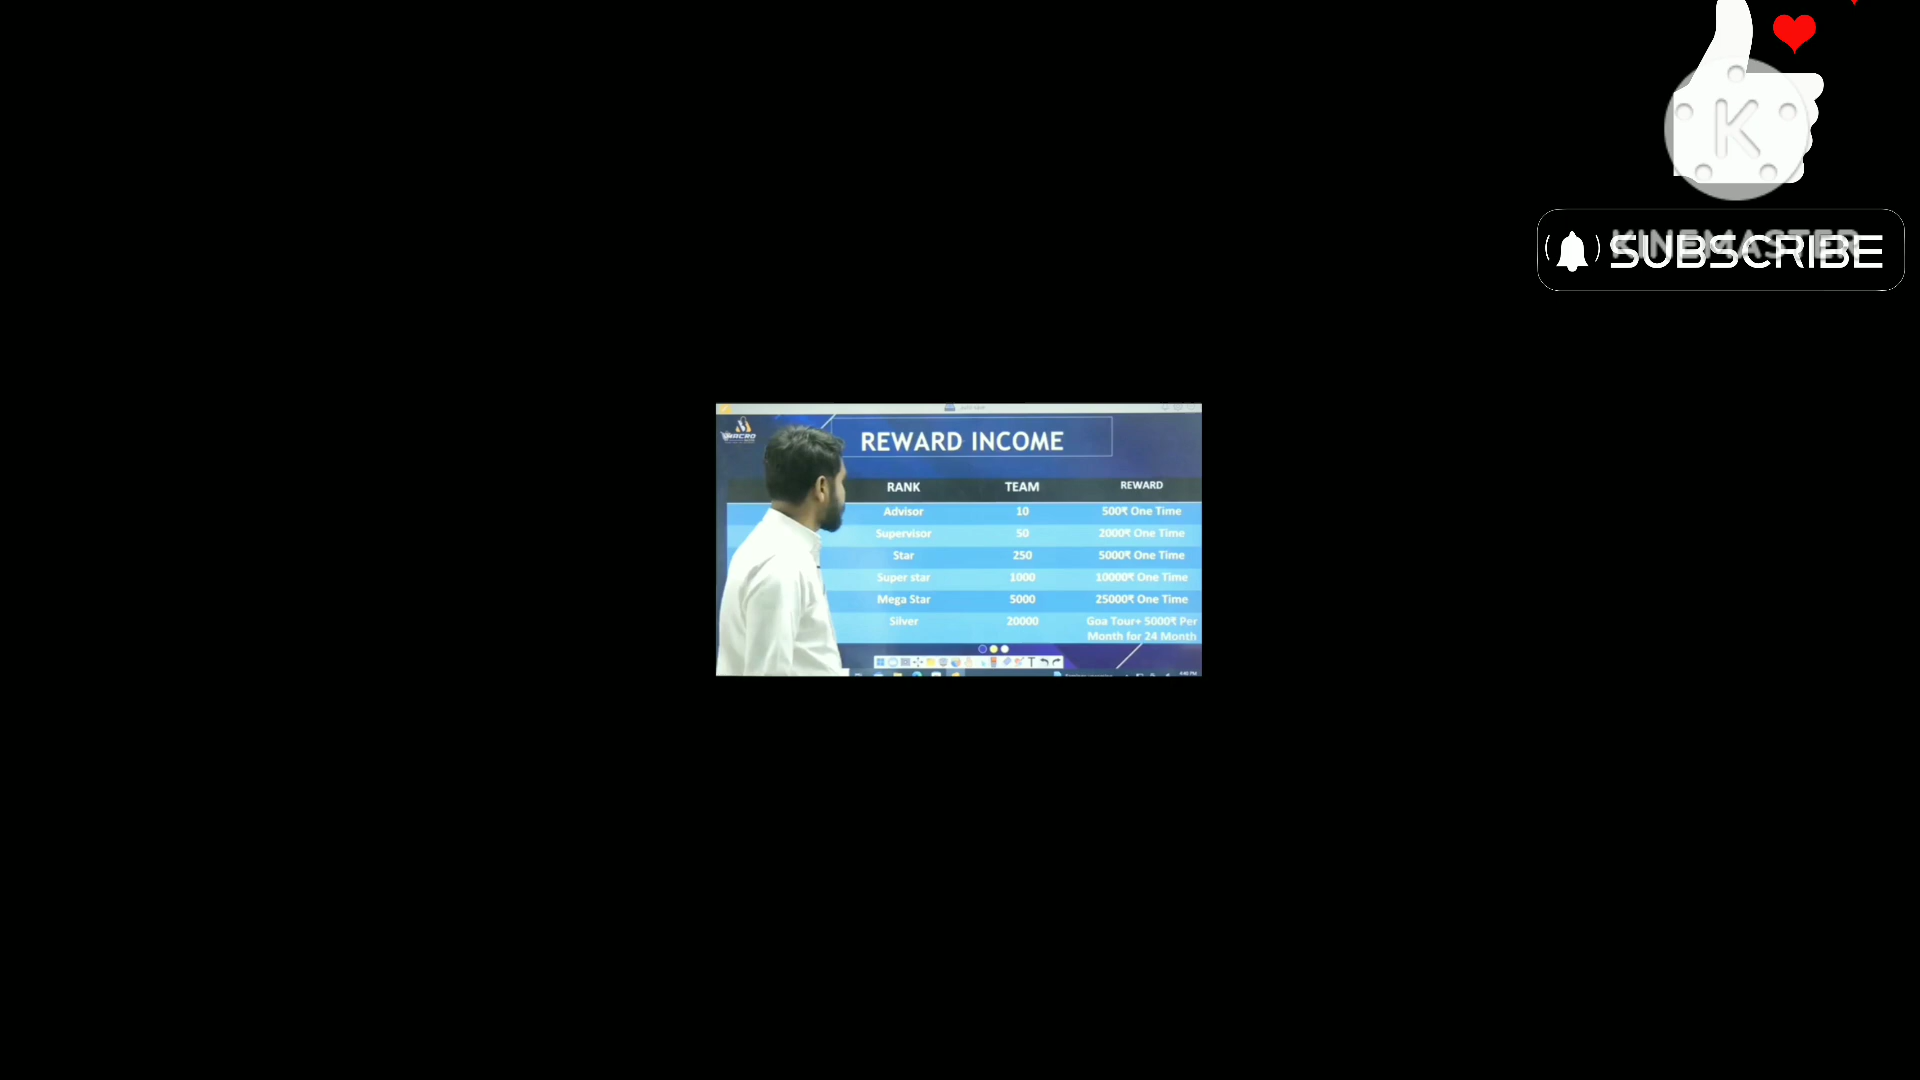 K
KINEMASTER
SUBSCRIBE
MACRO
REWARD INCOME
RANK TEAM REWARD
Advisor 10 500₹ One Time
Supervisor 50 2000₹ One Time
Star 250 5000₹ One Time
Super star 1000 10000₹ One Time
Mega Star 5000 25000₹ One Time
Silver 20000 Goa Tour+ 5000₹ Per
Month for 24 Month
T